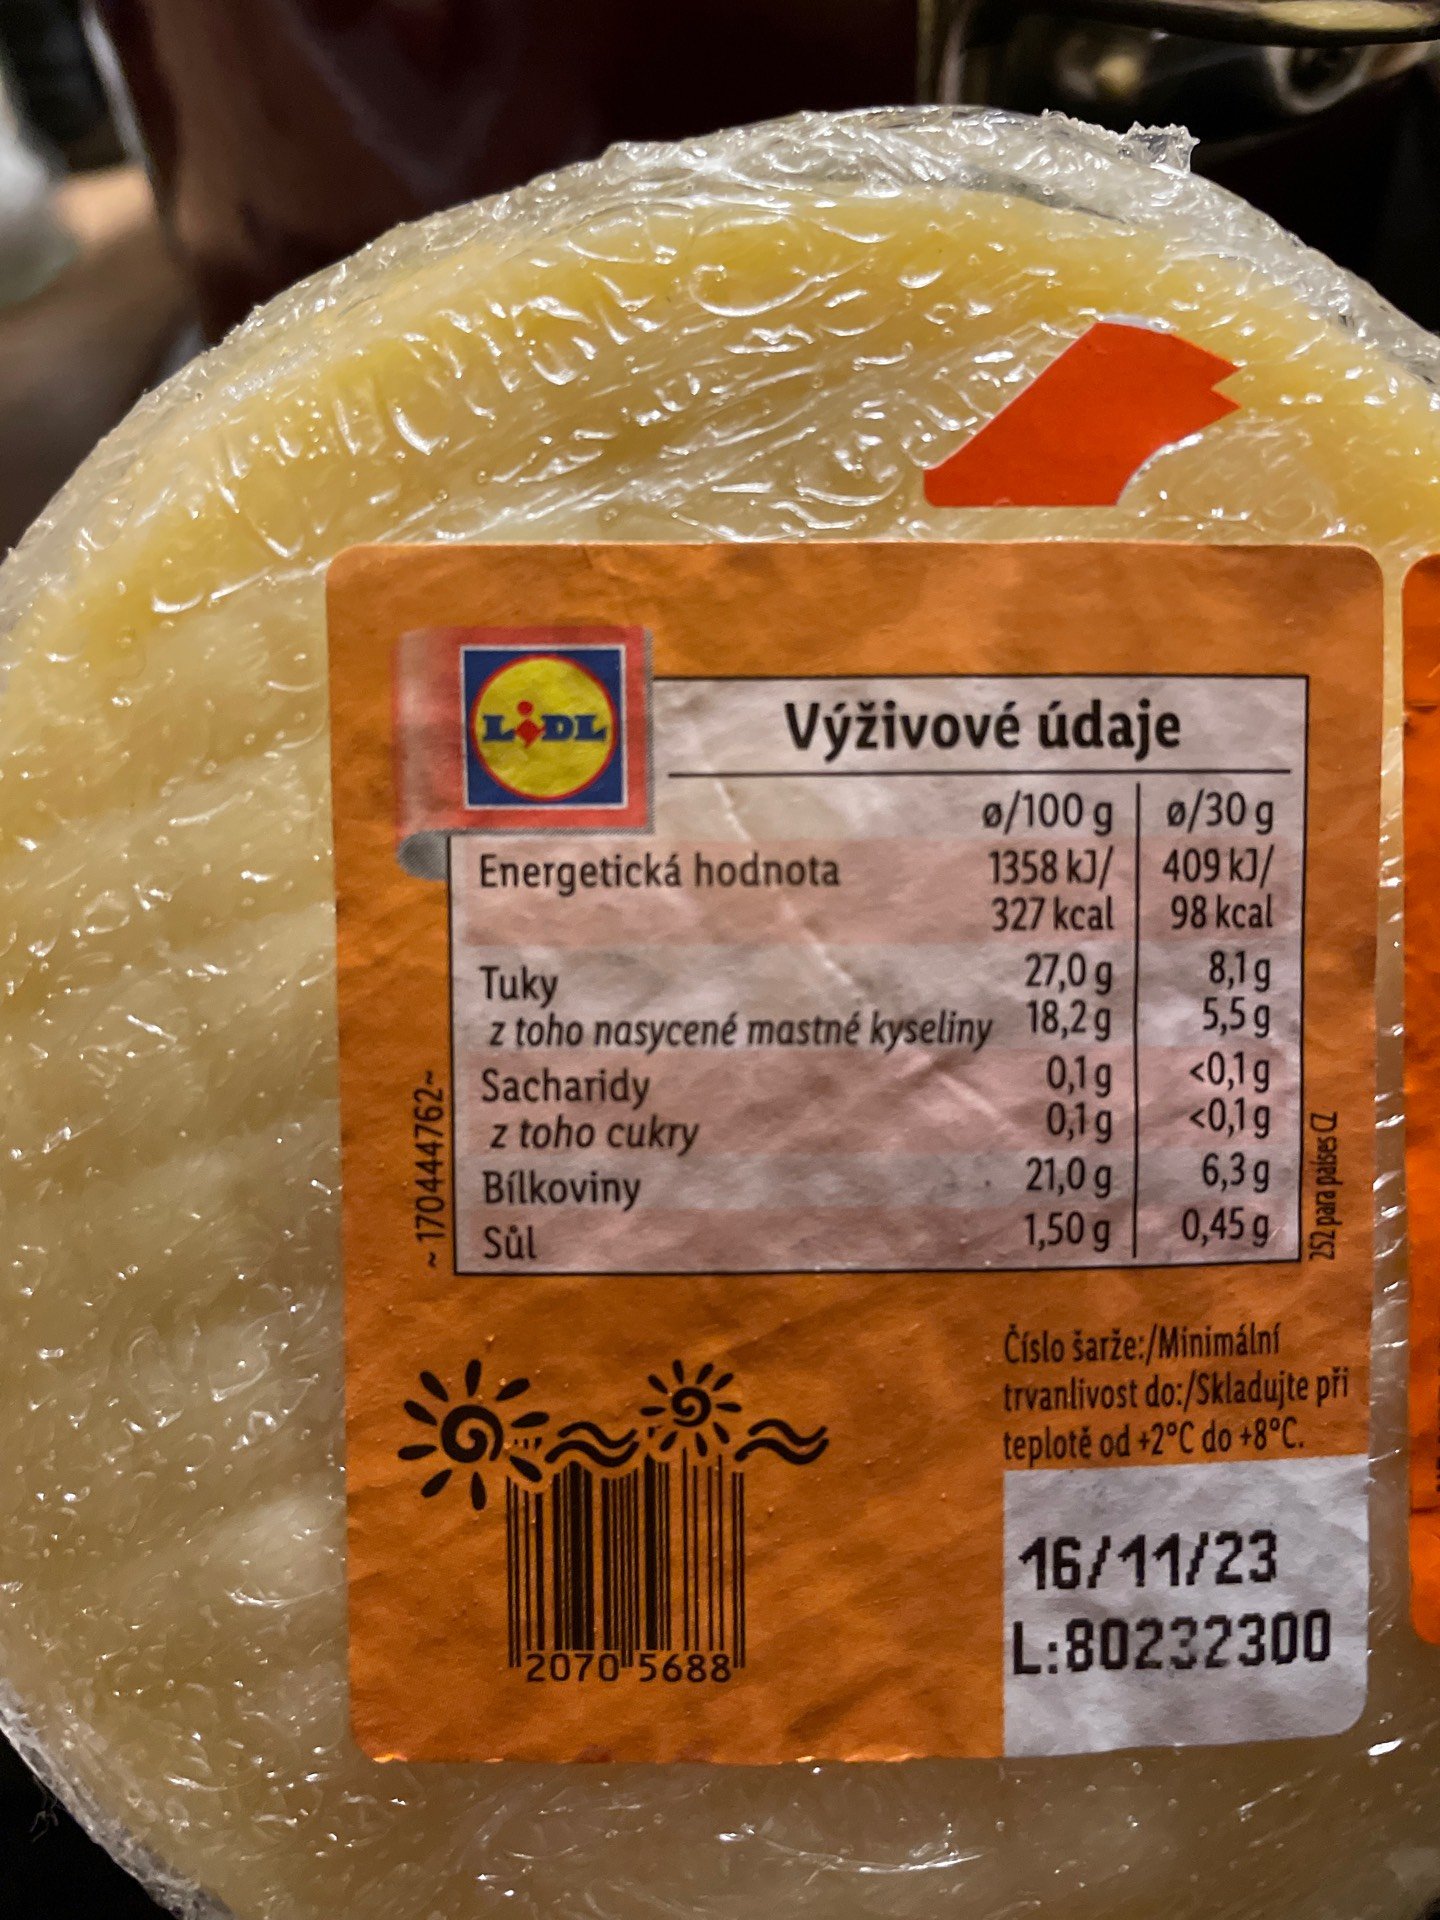 LIDL
Výživové údaje
ø/100 g ø/30 g
Energetická hodnota 1358 kJ/ 409 kJ/
327 kcal 98 kcal
Tuky 27,0 g 8,1 g
z toho nasycené mastné kyseliny 18,2 g 5,5 g
Sacharidy 0,1 g <0,1 g
z toho cukry 0,1 g <0,1 g
Bílkoviny 21,0 g 6,3 g
Sůl 1,50 g 0,45 g
~170444762~
252 para países CZ
Číslo šarže:/Minimální
trvanlivost do:/Skladujte při
teplotě od +2°C do +8°C.
16/11/23
L:80232300
2070 5688